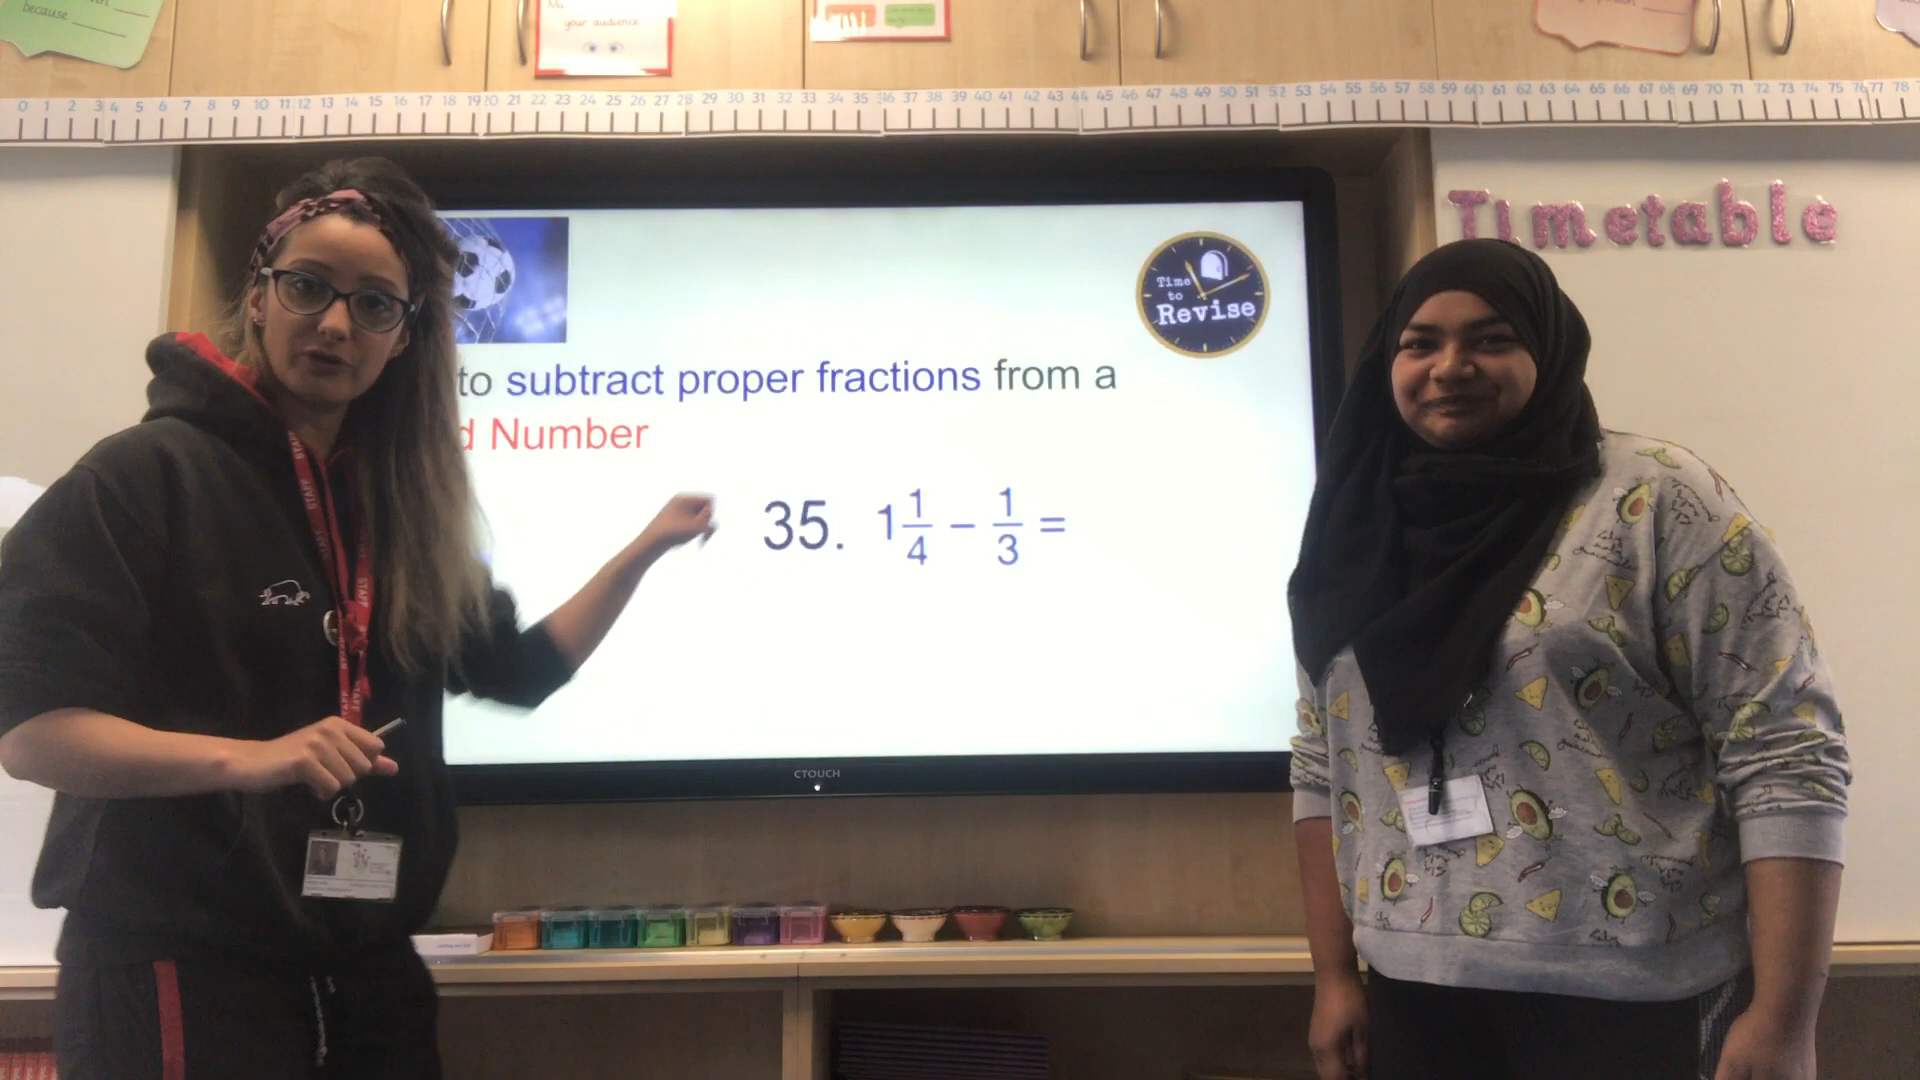 because
your audience
0 1 2 3 4 5 6 7 8 9 10 11 12 13 14 15 16 17 18 19 20 21 22 23 24 25 26 27 28 29 30 31 32 33 34 35 36 37 38 39 40 41 42 43 44 45 46 47 48 49 50 51 52 53 54 55 56 57 58 59 60 61 62 63 64 65 66 67 68 69 70 71 72 73 74 75 76 77 78
Timetable
Time
to
Revise
to subtract proper fractions from a
d Number
35. 1 1/4 − 1/3 =
STAFF
STAFF
STAFF
CTOUCH